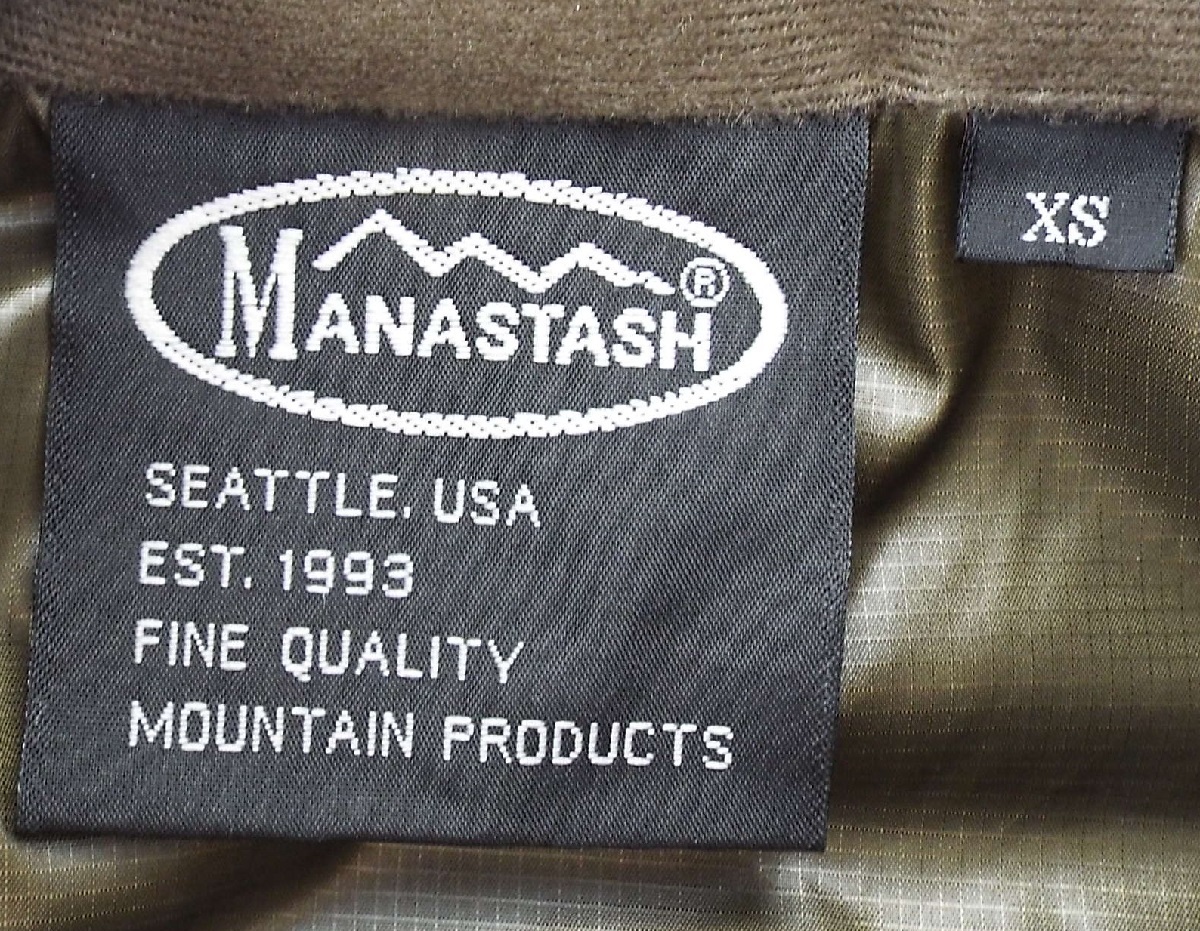 MANASTASH®
XS
SEATTLE, USA
EST. 1993
FINE QUALITY
MOUNTAIN PRODUCTS